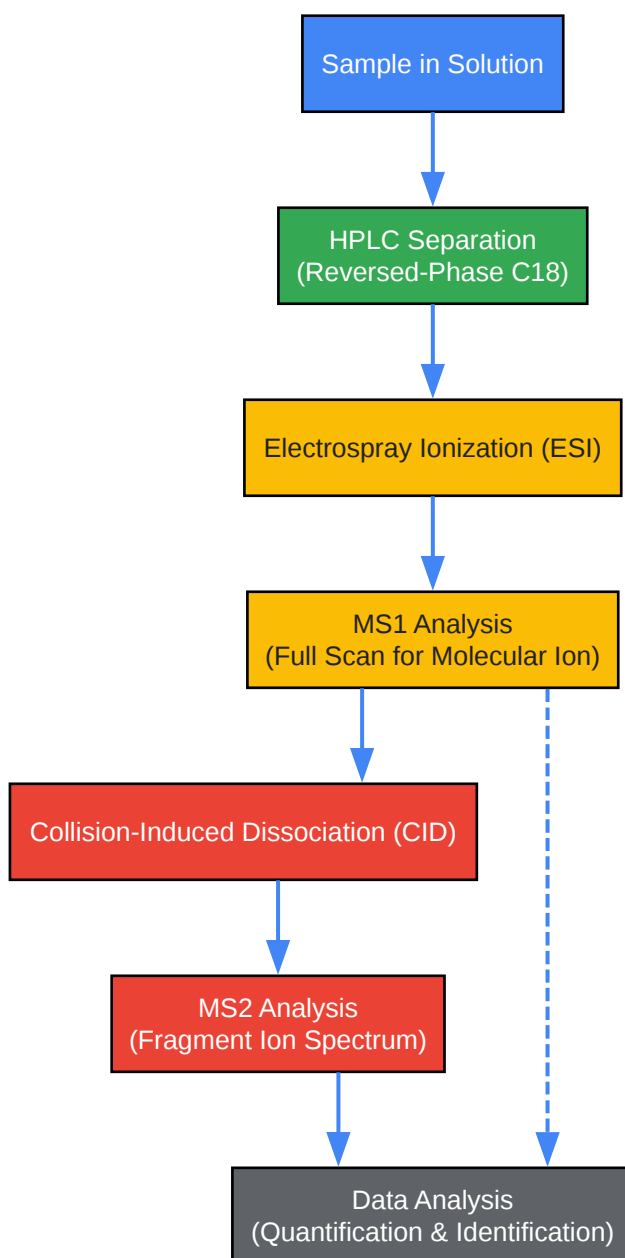 Sample in Solution
HPLC Separation
(Reversed-Phase C18)
Electrospray Ionization (ESI)
MS1 Analysis
(Full Scan for Molecular Ion)
Collision-Induced Dissociation (CID)
MS2 Analysis
(Fragment Ion Spectrum)
Data Analysis
(Quantification & Identification)